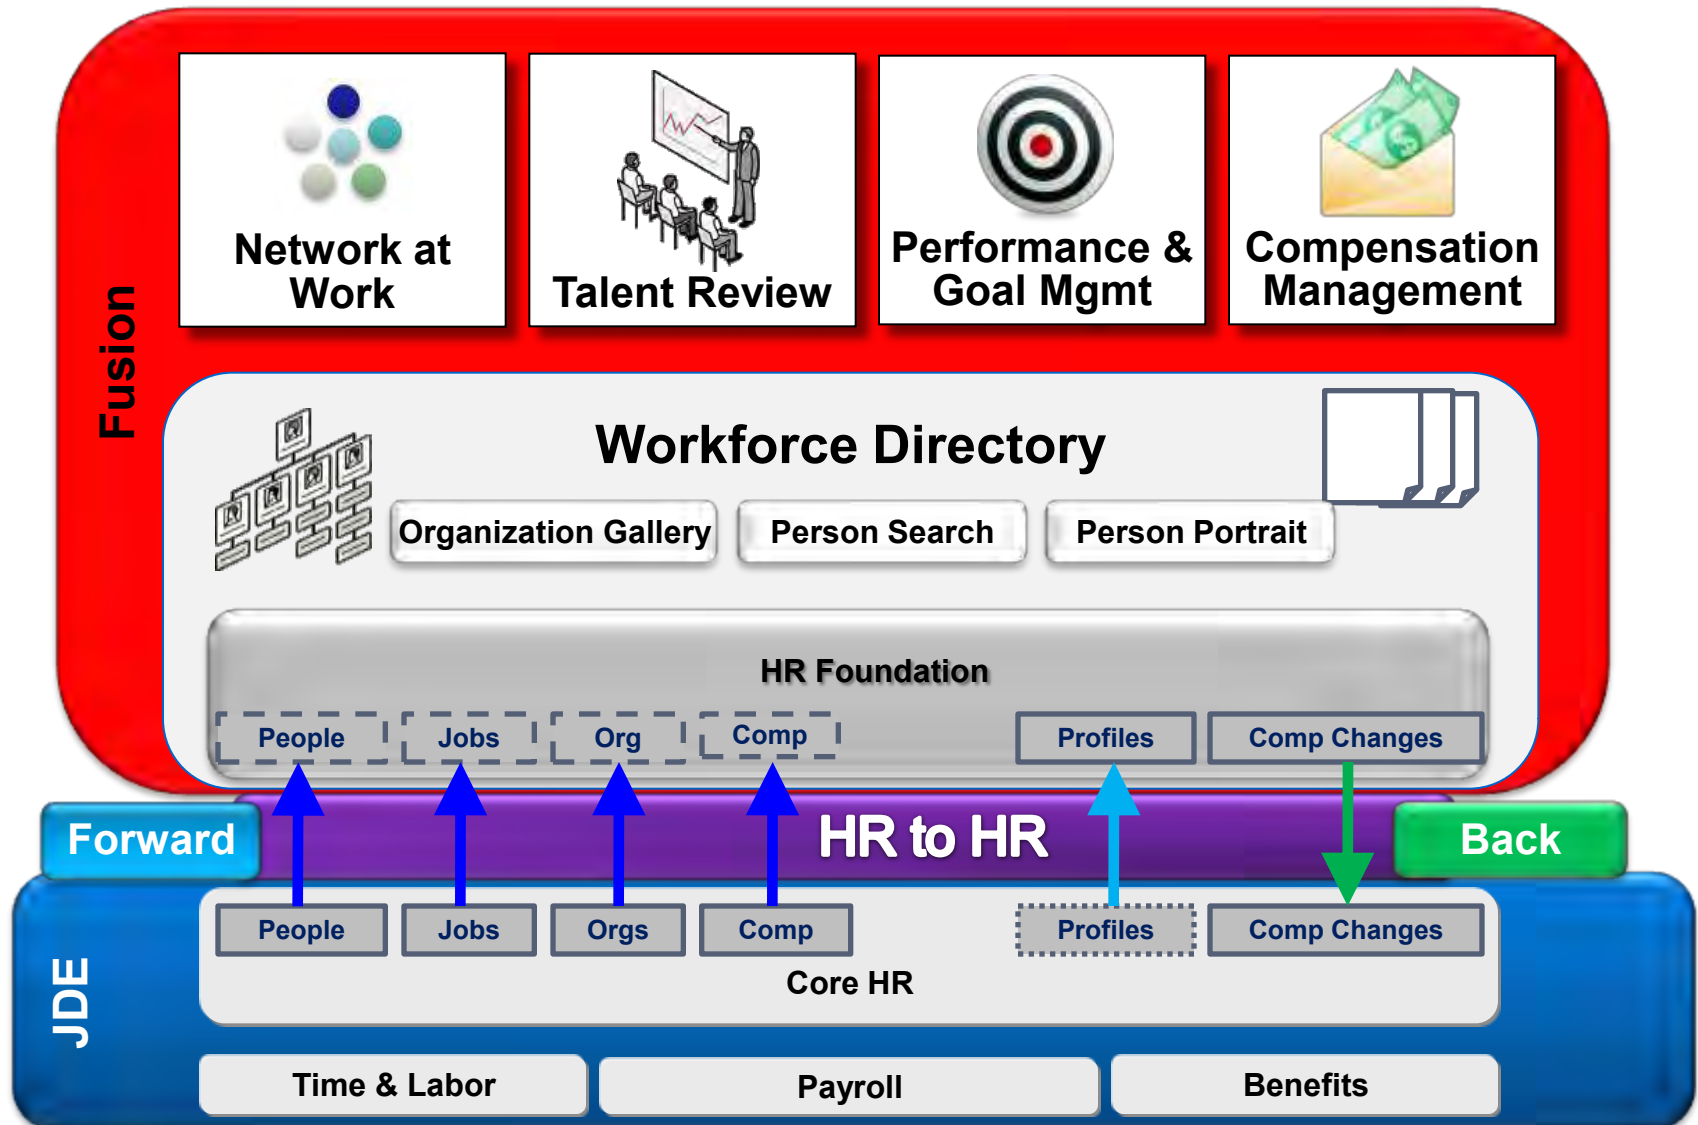 Network at
Work
Talent Review
Performance &
Goal Mgmt
Compensation
Management
Fusion
Workforce Directory
Organization Gallery
Person Search
Person Portrait
HR Foundation
People
Jobs
Org
Comp
Profiles
Comp Changes
Forward
HR to HR
Back
People
Jobs
Orgs
Comp
Profiles
Comp Changes
Core HR
JDE
Time & Labor
Payroll
Benefits